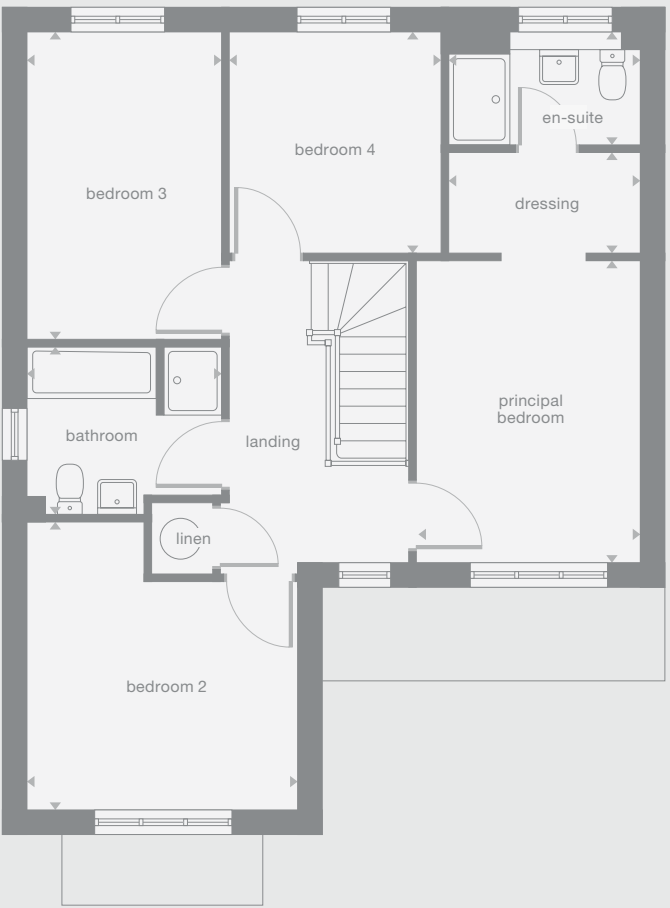 en-suite
bedroom 4
bedroom 3
dressing
principal
bedroom
bathroom
landing
linen
bedroom 2